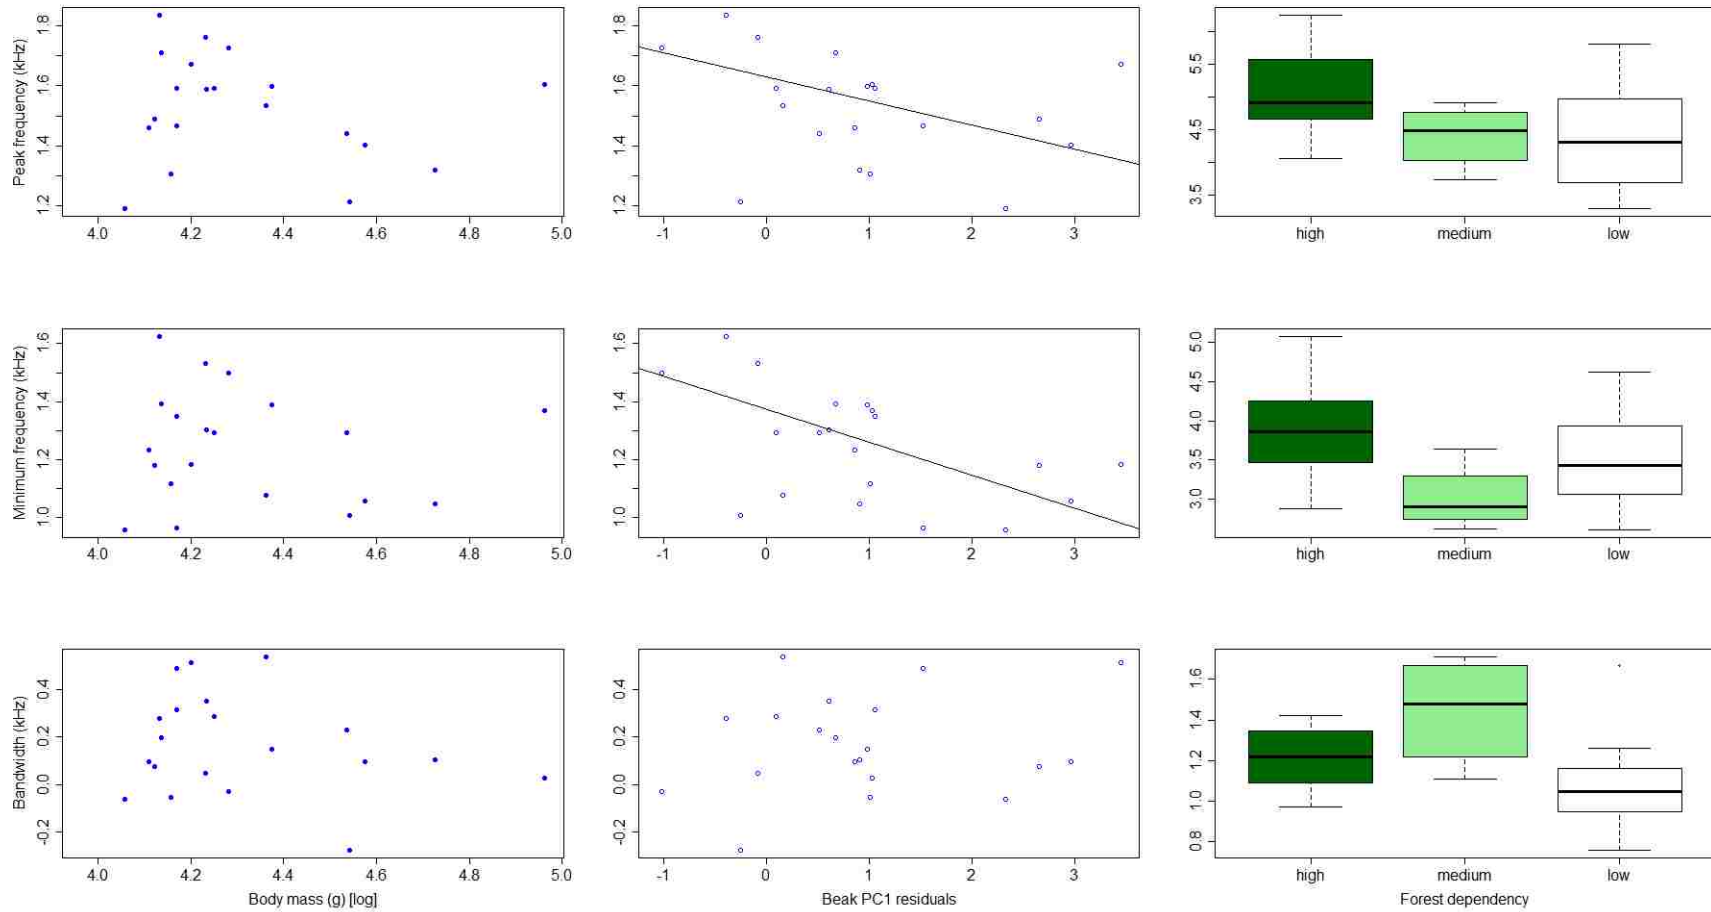 Peak frequency (kHz)
1.2 1.4 1.6 1.8
4.0 4.2 4.4 4.6 4.8 5.0
1.2 1.4 1.6 1.8
-1 0 1 2 3
3.5 4.5 5.5
high medium low
Minimum frequency (kHz)
1.0 1.2 1.4 1.6
4.0 4.2 4.4 4.6 4.8 5.0
1.0 1.2 1.4 1.6
-1 0 1 2 3
3.0 3.5 4.0 4.5 5.0
high medium low
Bandwidth (kHz)
-0.2 0.0 0.2 0.4
4.0 4.2 4.4 4.6 4.8 5.0
Body mass (g) [log]
-0.2 0.0 0.2 0.4
-1 0 1 2 3
Beak PC1 residuals
0.8 1.0 1.2 1.4 1.6
high medium low
Forest dependency